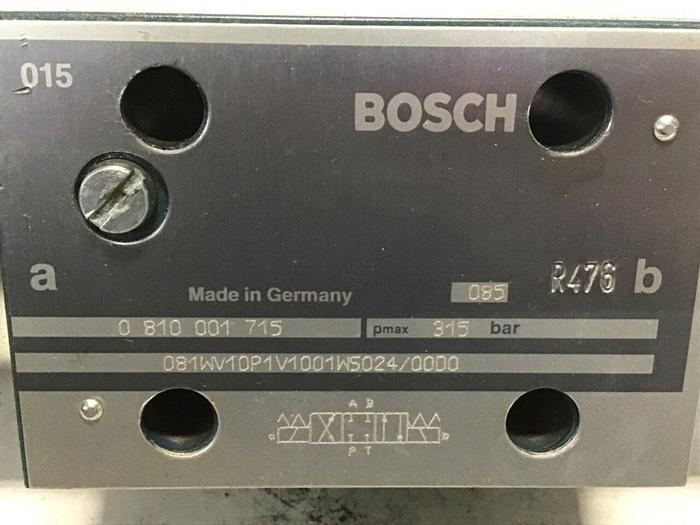 015
BOSCH
a
R476 b
Made in Germany 085
0 810 001 715 pmax 315 bar
081WV10P1V1001WS024/00D0
A B
a b
P T